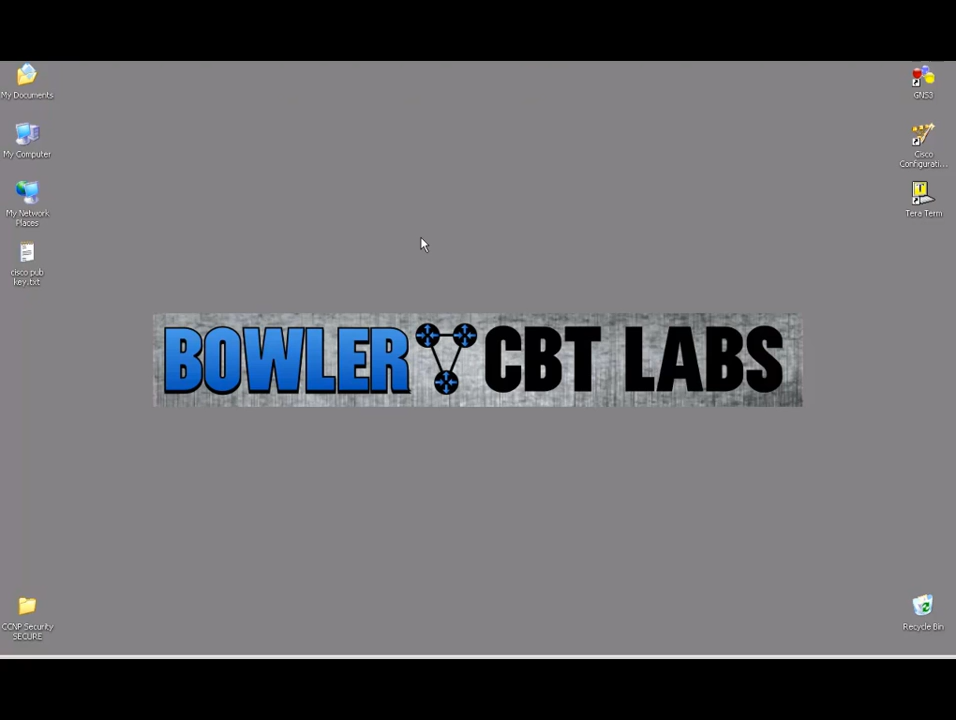 My Documents
GNS3
My Computer
Cisco
Configurati...
My Network
Places
Tera Term
cisco pub
key.txt
BOWLER CBT LABS
CCNP Security
SECURE
Recycle Bin